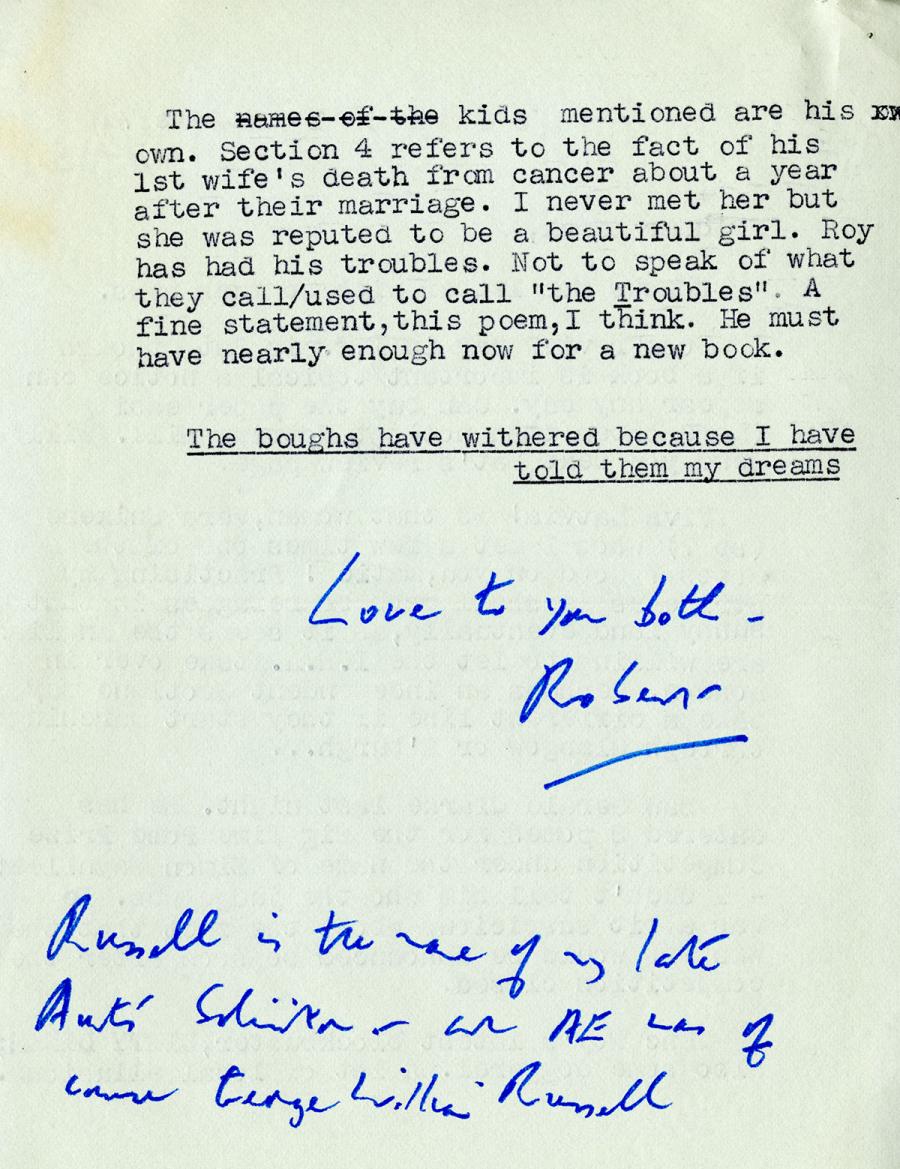 The names-of-the kids mentioned are his
own. Section 4 refers to the fact of his
1st wife's death from cancer about a year
after their marriage. I never met her but
she was reputed to be a beautiful girl. Roy
has had his troubles. Not to speak of what
they call/used to call "the Troubles". A
fine statement,this poem,I think. He must
have nearly enough now for a new book.
The boughs have withered because I have
told them my dreams
Love to you both -
Robert
Russell is the name of my late
Aunt's Solicitor - and AE was of
course George William Russell